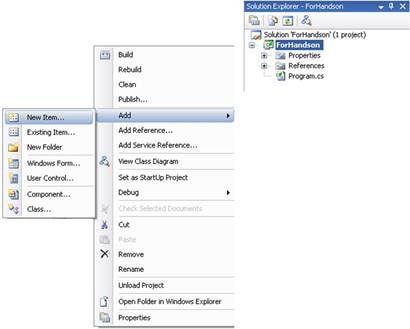 Build
Rebuild
Clean
Publish...
Add
Add Reference...
Add Service Reference...
View Class Diagram
Set as StartUp Project
Debug
Check Selected Documents
Cut
Paste
Remove
Rename
Unload Project
Open Folder in Windows Explorer
Properties
New Item...
Existing Item...
New Folder
Windows Form...
User Control...
Component...
Class...
Solution Explorer - ForHandson
Solution 'ForHandson' (1 project)
ForHandson
Properties
References
Program.cs